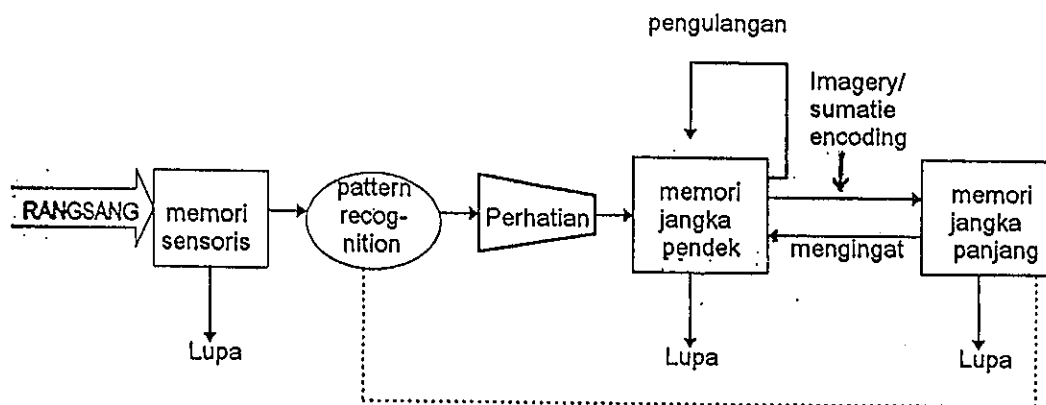 pengulangan
Imagery/
sumatie
encoding
RANGSANG
memori
sensoris
pattern
recog-
nition
Perhatian
memori
jangka
pendek
mengingat
memori
jangka
panjang
Lupa
Lupa
Lupa